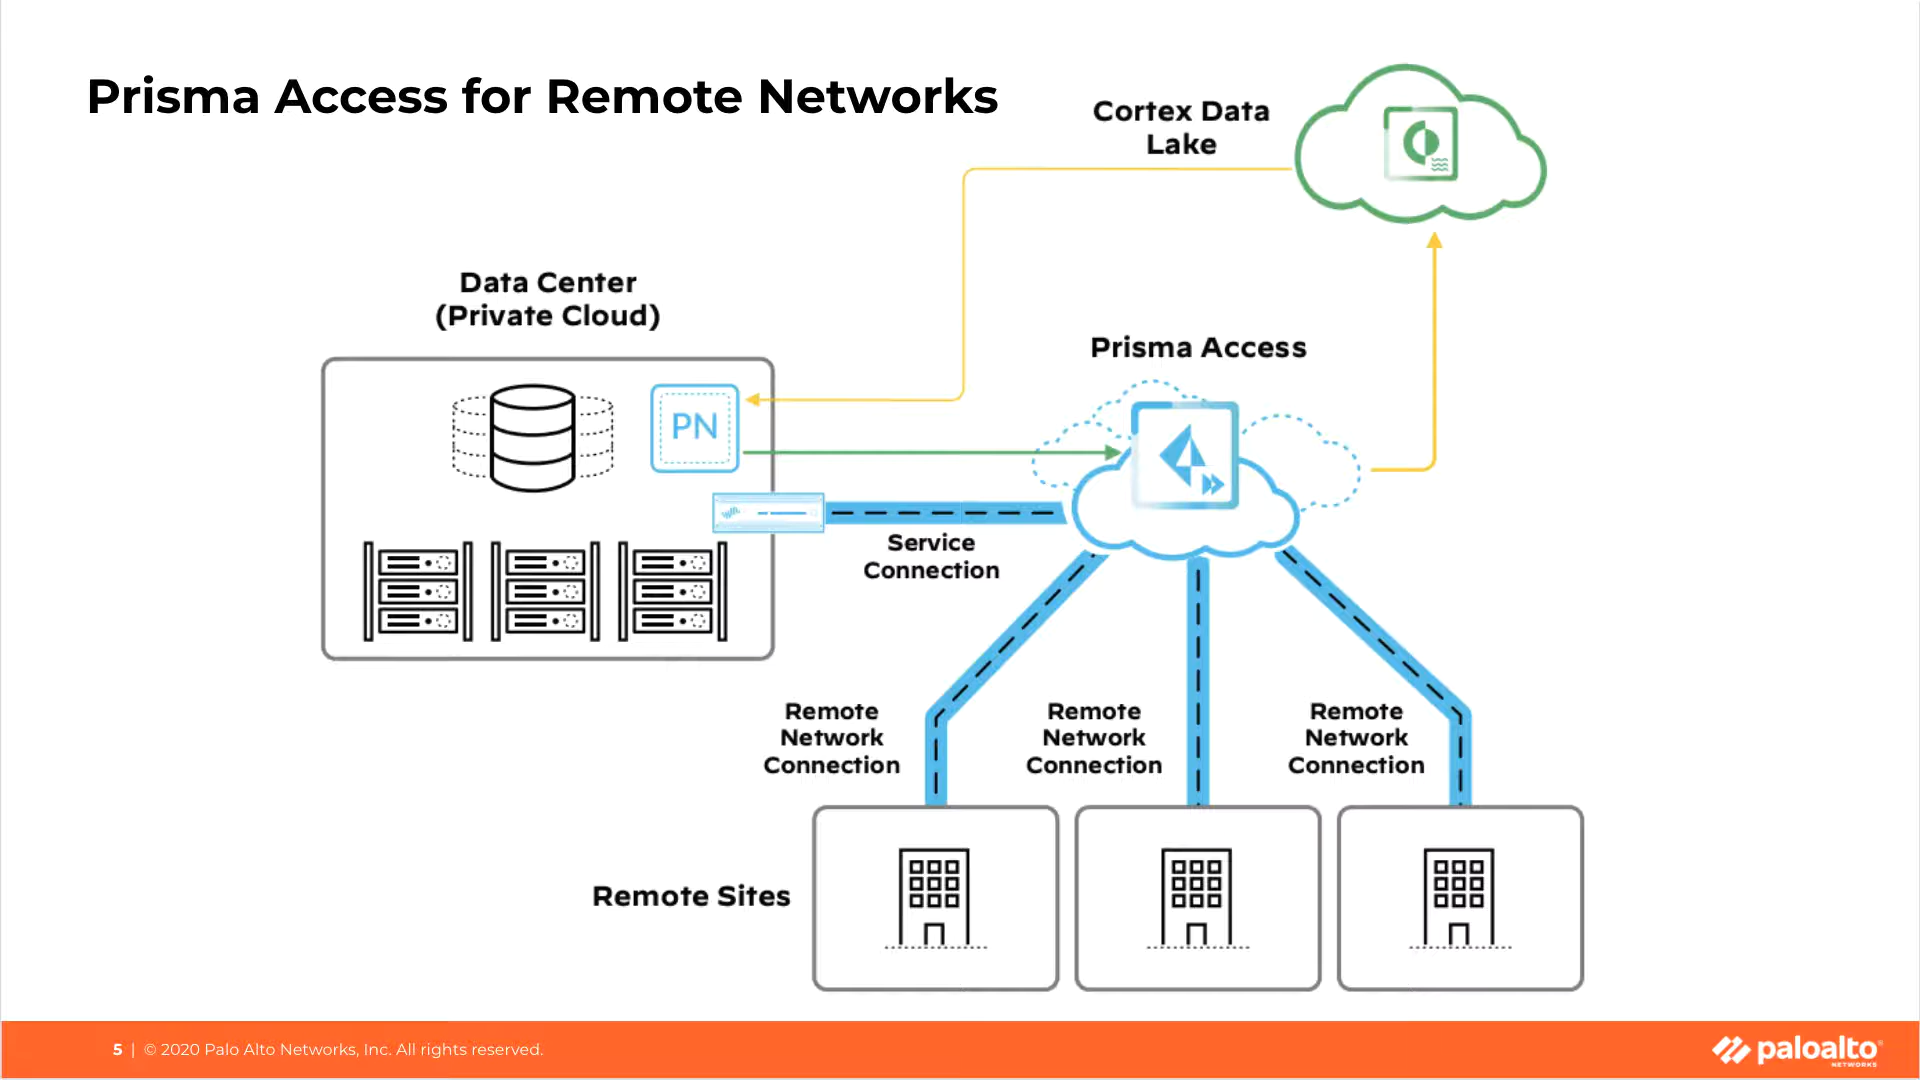 Prisma Access for Remote Networks
Cortex Data
Lake
Data Center
(Private Cloud)
Prisma Access
PN
Service
Connection
Remote
Network
Connection
Remote
Network
Connection
Remote
Network
Connection
Remote Sites
5 | © 2020 Palo Alto Networks, Inc. All rights reserved.
paloalto®
NETWORKS